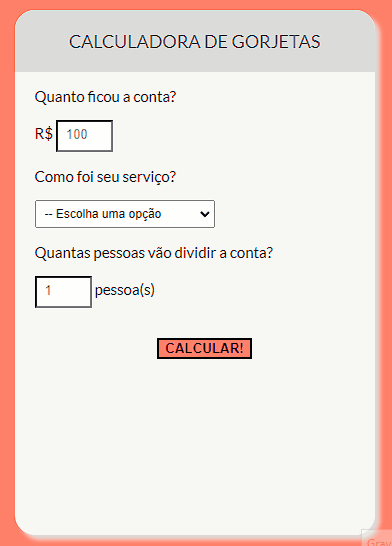 CALCULADORA DE GORJETAS
Quanto ficou a conta?
R$ 100
Como foi seu serviço?
-- Escolha uma opção
Quantas pessoas vão dividir a conta?
1 pessoa(s)
CALCULAR!